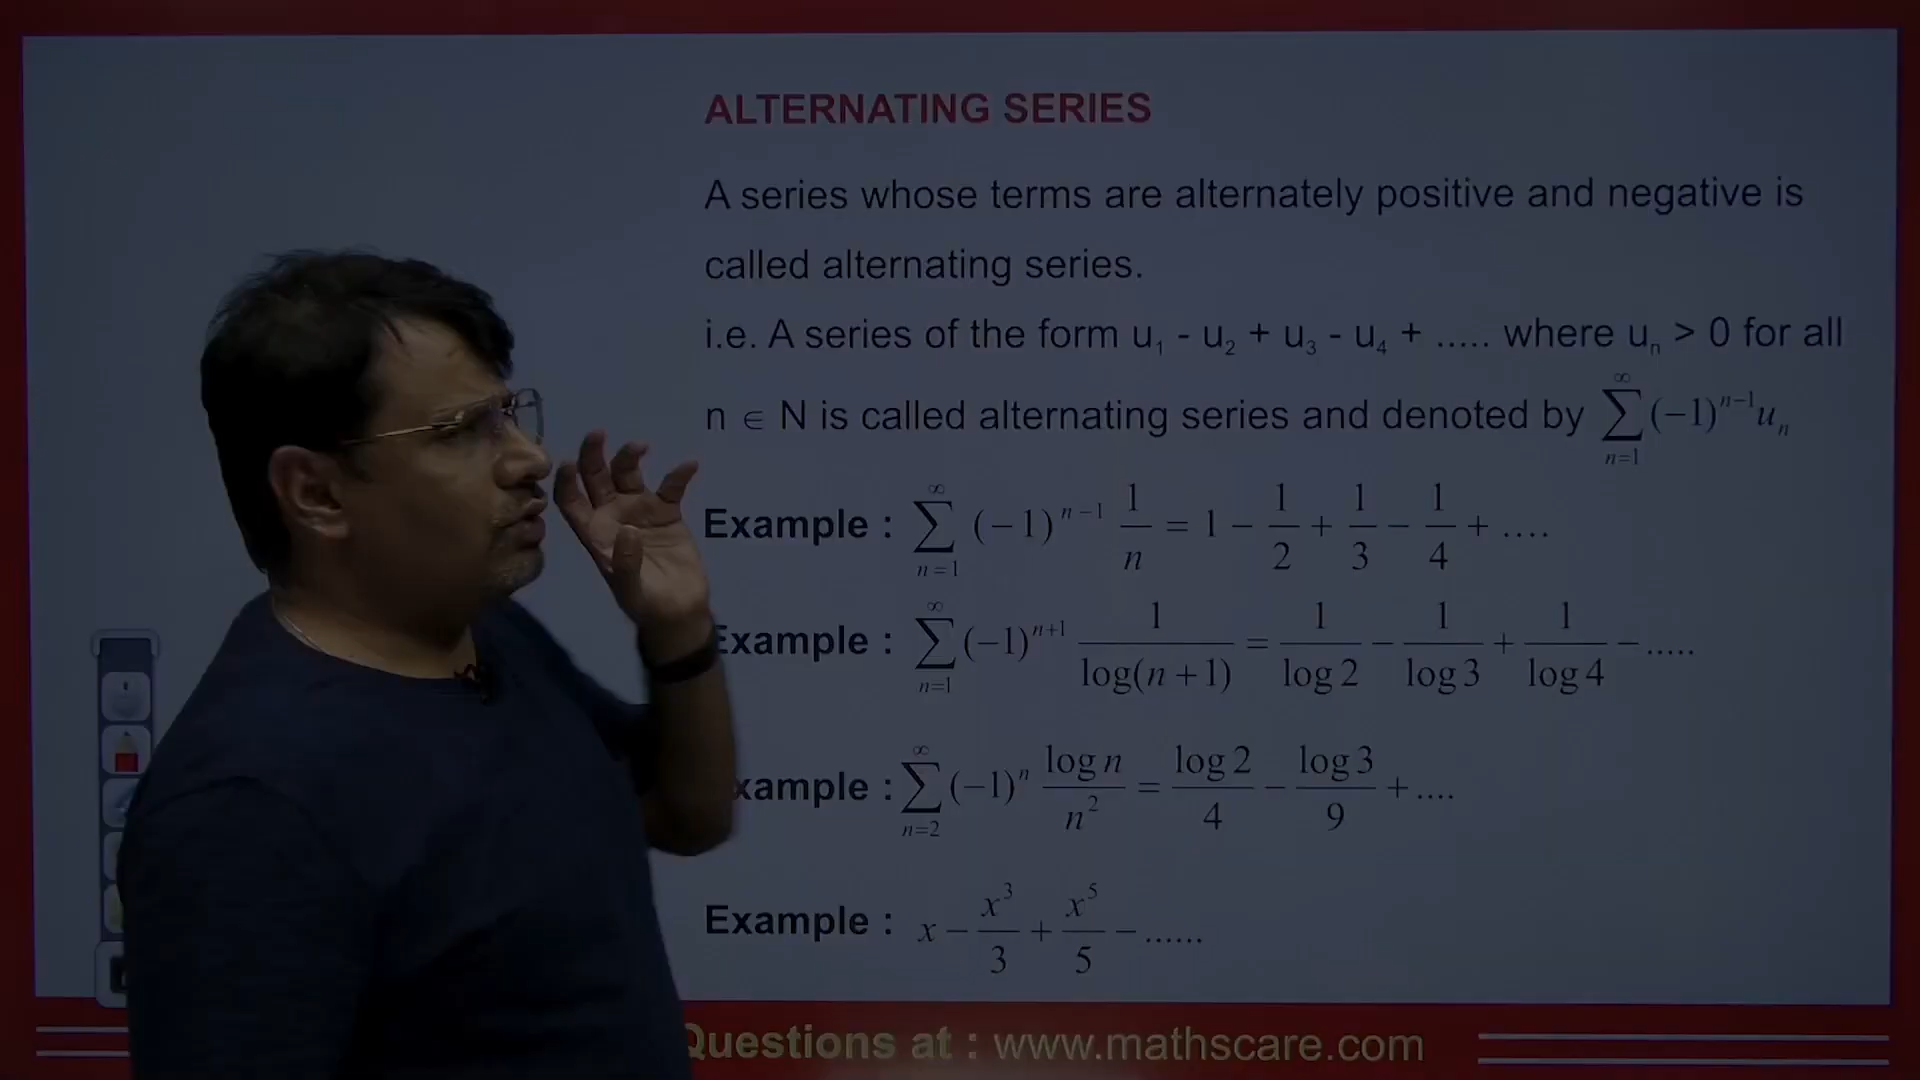 ALTERNATING SERIES
A series whose terms are alternately positive and negative is
called alternating series.
i.e. A series of the form u₁ - u₂ + u₃ - u₄ + ..... where uₙ > 0 for all
n ∈ N is called alternating series and denoted by ∑_{n=1}^{∞} (−1)^{n−1} uₙ
Example : ∑_{n=1}^{∞} (−1)^{n−1} 1/n = 1 − 1/2 + 1/3 − 1/4 + ....
Example : ∑_{n=1}^{∞} (−1)^{n+1} 1/log(n+1) = 1/log 2 − 1/log 3 + 1/log 4 − .....
xample : ∑_{n=2}^{∞} (−1)^n log n/n² = log 2/4 − log 3/9 + ....
Example : x − x³/3 + x⁵/5 − ......
Questions at : www.mathscare.com